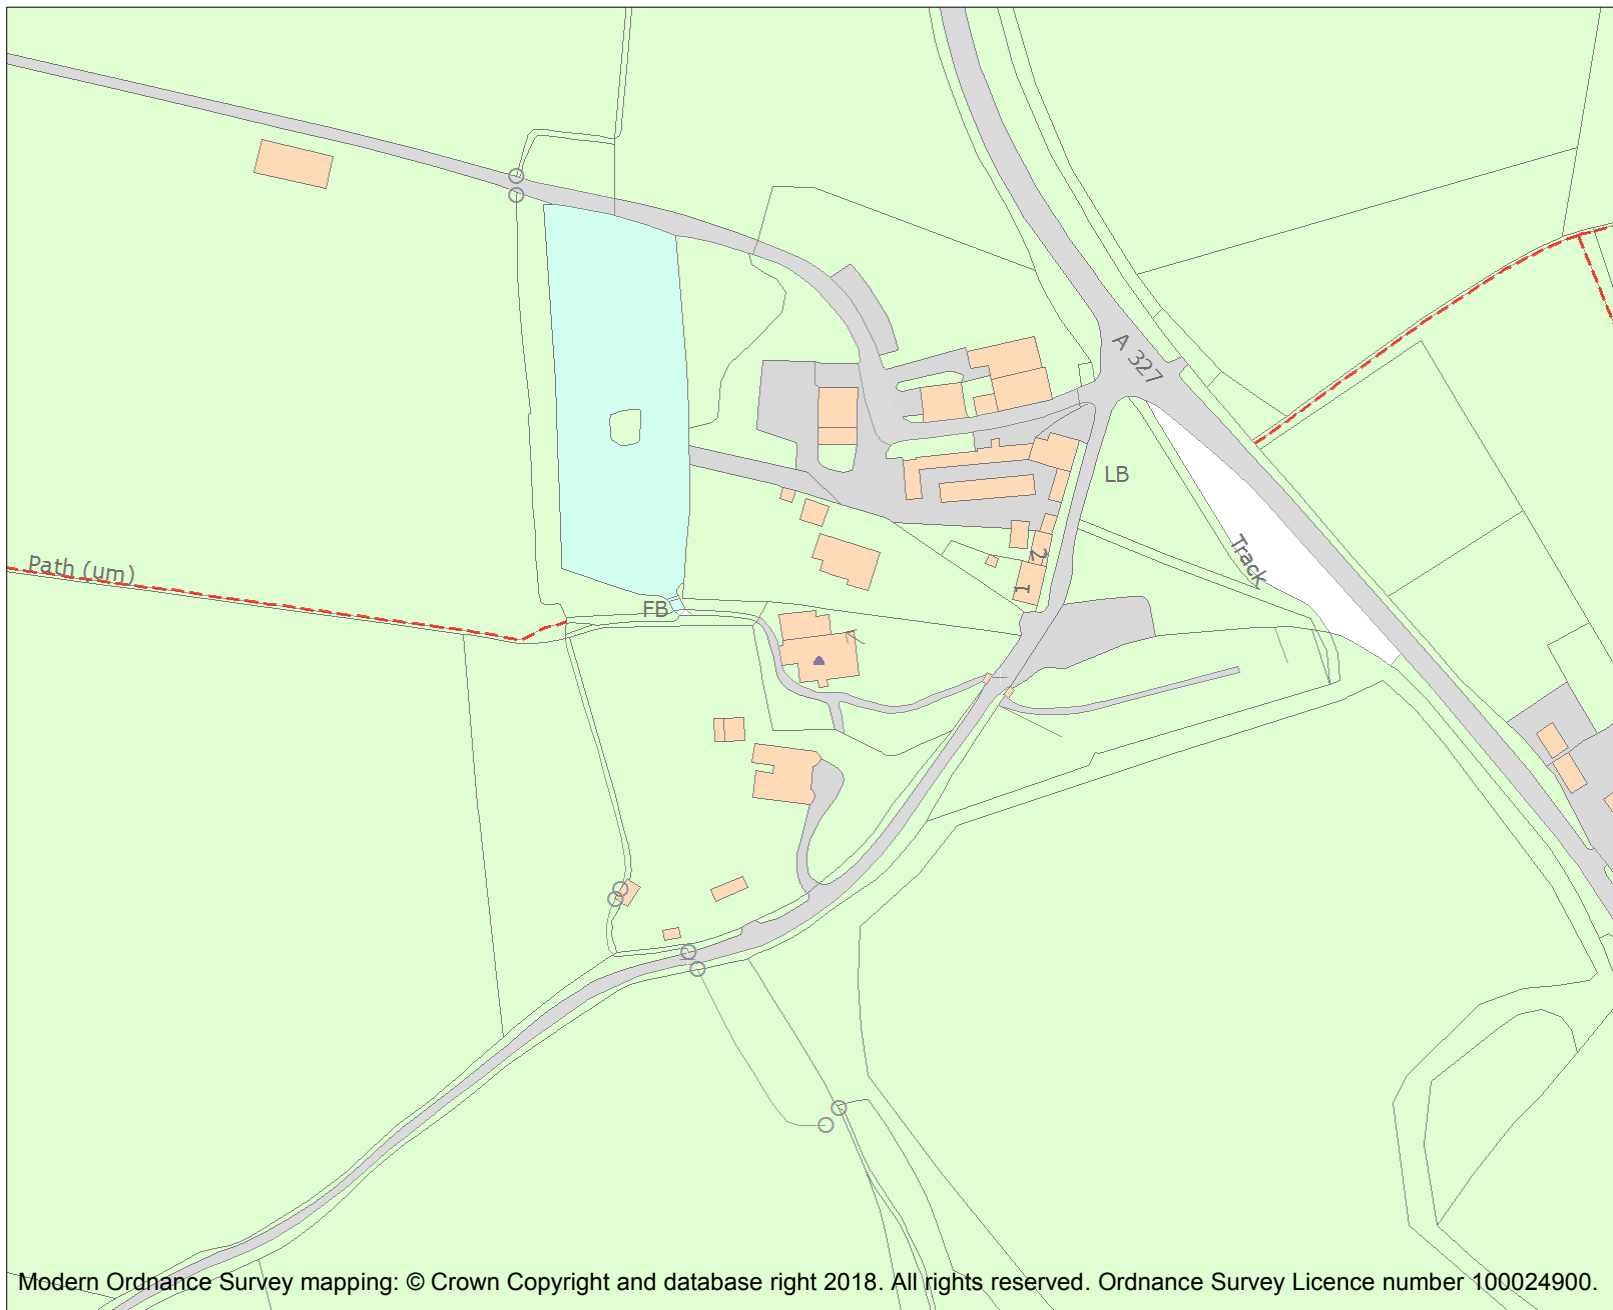 A 327
LB
Track
Path (um)
2
1
FB
Modern Ordnance Survey mapping: © Crown Copyright and database right 2018. All rights reserved. Ordnance Survey Licence number 100024900.